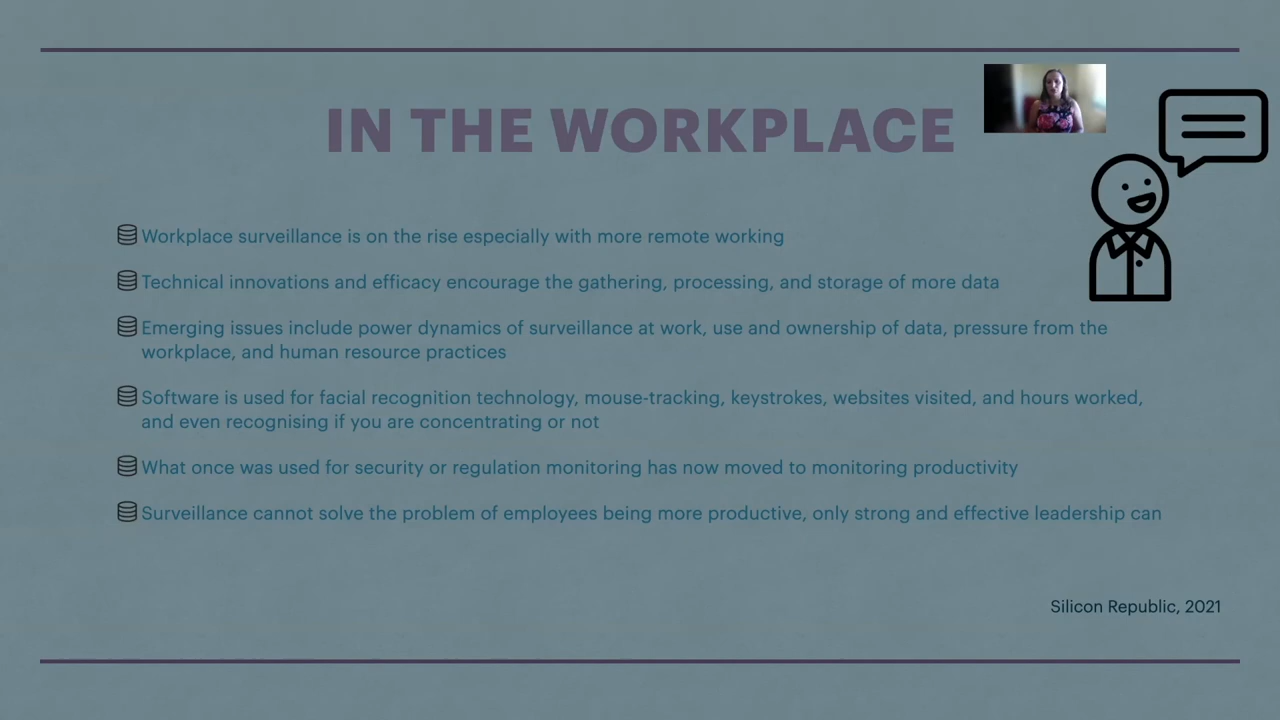 IN THE WORKPLACE
Workplace surveillance is on the rise especially with more remote working
Technical innovations and efficacy encourage the gathering, processing, and storage of more data
Emerging issues include power dynamics of surveillance at work, use and ownership of data, pressure from the
workplace, and human resource practices
Software is used for facial recognition technology, mouse-tracking, keystrokes, websites visited, and hours worked,
and even recognising if you are concentrating or not
What once was used for security or regulation monitoring has now moved to monitoring productivity
Surveillance cannot solve the problem of employees being more productive, only strong and effective leadership can
Silicon Republic, 2021